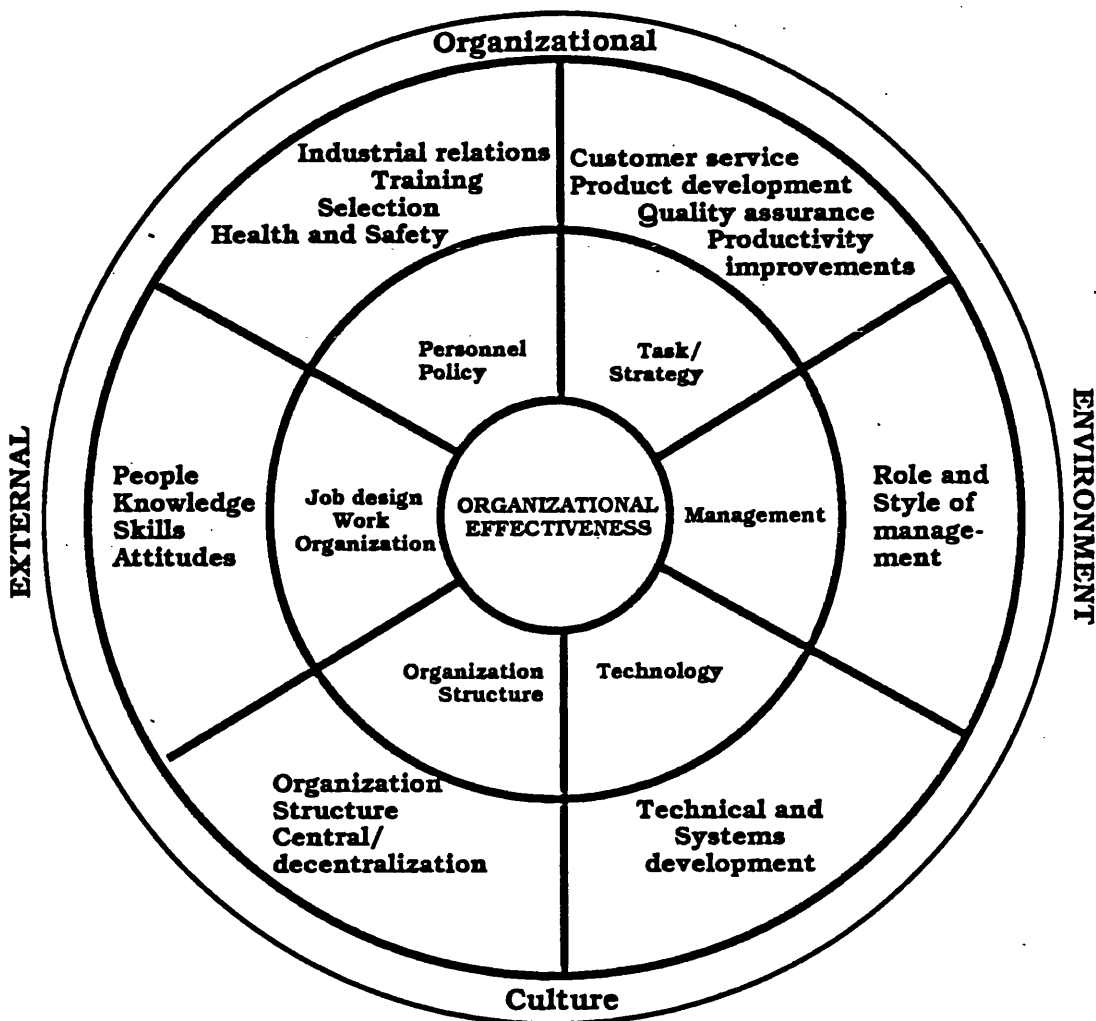 Organizational
Industrial relations
Training
Selection
Health and Safety
Customer service
Product development
Quality assurance
Productivity
improvements
Personnel
Policy
Task/
Strategy
EXTERNAL
People
Knowledge
Skills
Attitudes
Job design
Work
Organization
ORGANIZATIONAL
EFFECTIVENESS
Management
Role and
Style of
manage-
ment
ENVIRONMENT
Organization
Structure
Technology
Organization
Structure
Central/
decentralization
Technical and
Systems
development
Culture